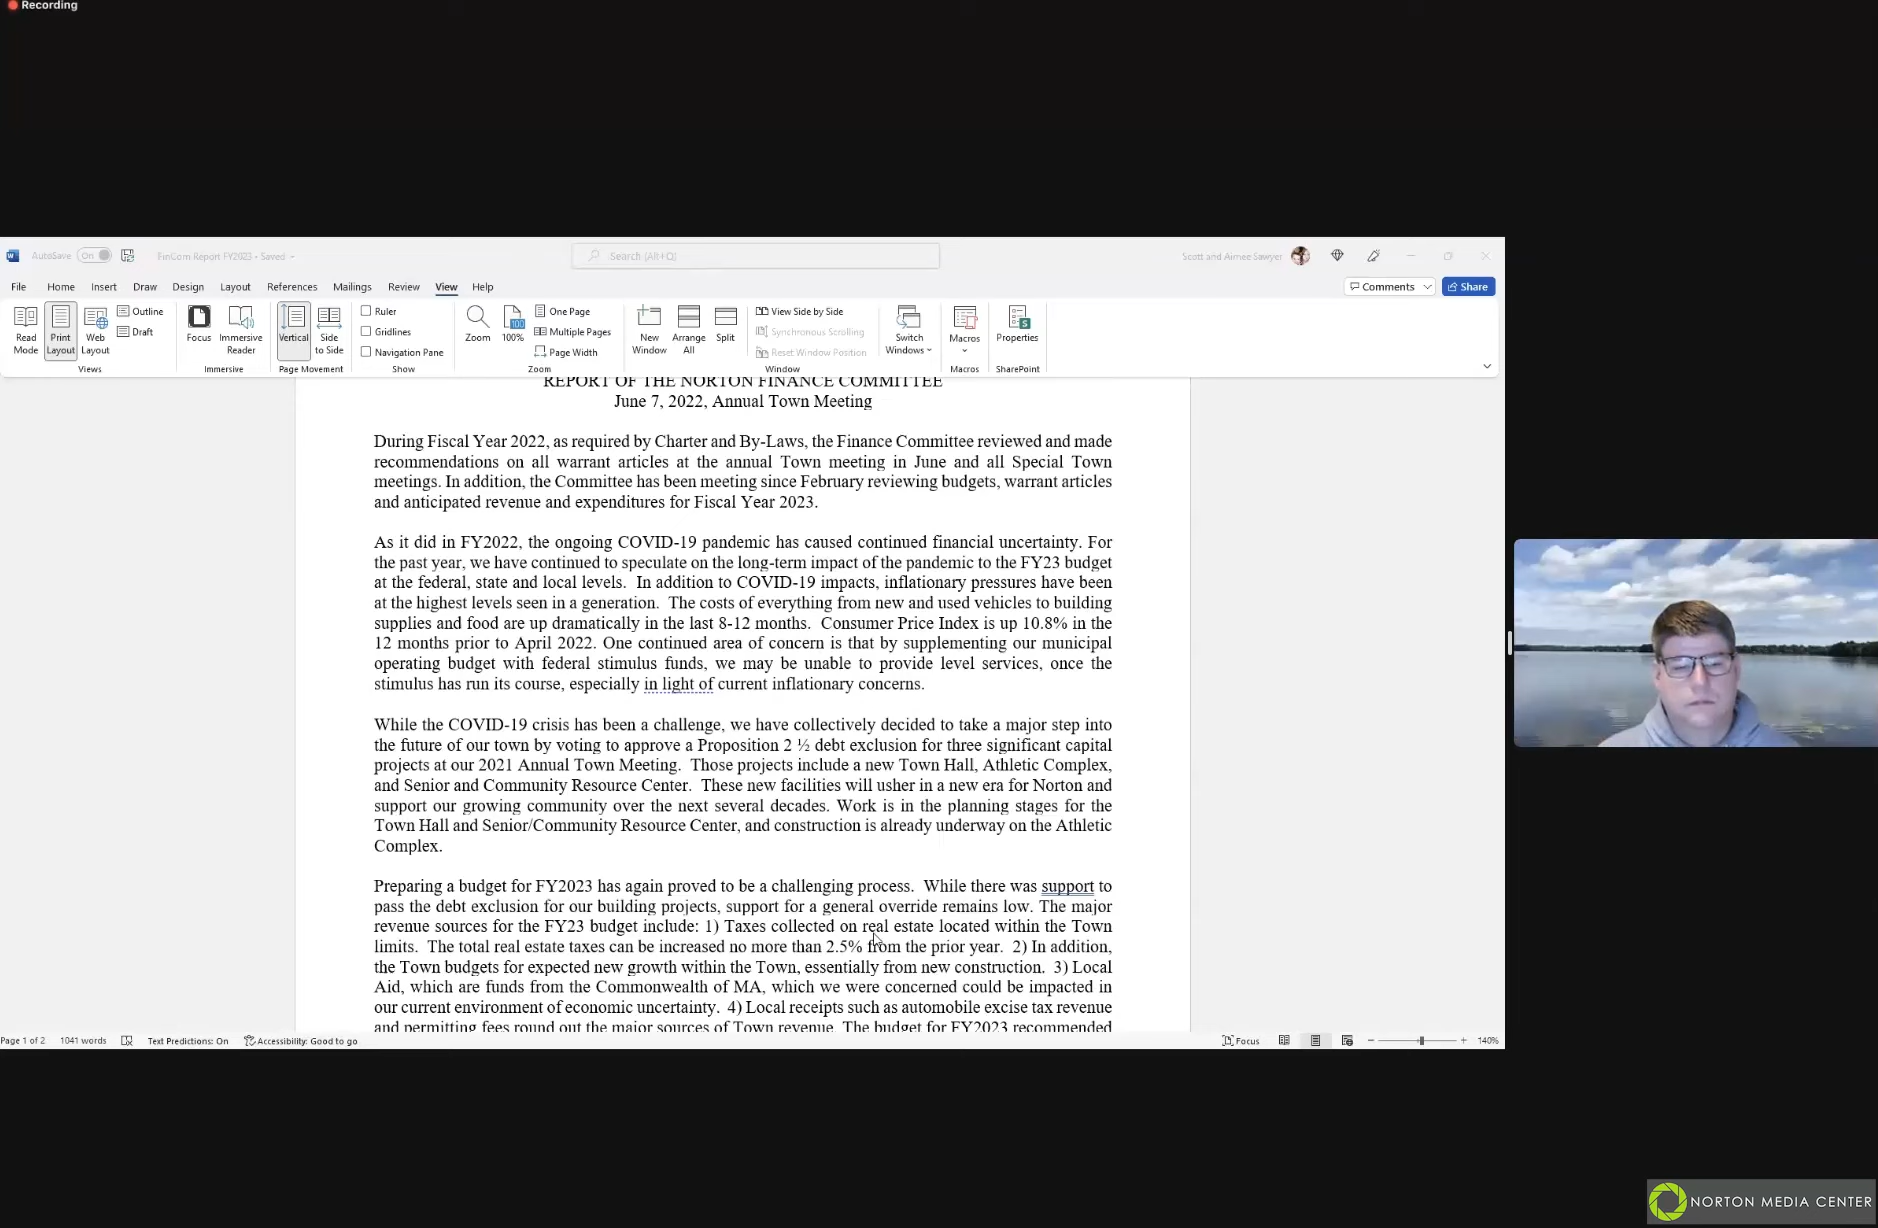 Recording
AutoSave On FinCom Report FY2023 - Saved Search (Alt+Q) Scott and Aimee Sawyer
File Home Insert Draw Design Layout References Mailings Review View Help Comments Share
Read Mode Print Layout Web Layout Outline Draft Focus Immersive Reader Vertical Side to Side Ruler Gridlines Navigation Pane Zoom 100 100% One Page Multiple Pages Page Width New Window Arrange All Split View Side by Side Synchronous Scrolling Reset Window Position Switch Windows Macros Properties
Views Immersive Page Movement Show Zoom Window Macros SharePoint
REPORT OF THE NORTON FINANCE COMMITTEE
June 7, 2022, Annual Town Meeting
During Fiscal Year 2022, as required by Charter and By-Laws, the Finance Committee reviewed and made
recommendations on all warrant articles at the annual Town meeting in June and all Special Town
meetings. In addition, the Committee has been meeting since February reviewing budgets, warrant articles
and anticipated revenue and expenditures for Fiscal Year 2023.
As it did in FY2022, the ongoing COVID-19 pandemic has caused continued financial uncertainty. For
the past year, we have continued to speculate on the long-term impact of the pandemic to the FY23 budget
at the federal, state and local levels. In addition to COVID-19 impacts, inflationary pressures have been
at the highest levels seen in a generation. The costs of everything from new and used vehicles to building
supplies and food are up dramatically in the last 8-12 months. Consumer Price Index is up 10.8% in the
12 months prior to April 2022. One continued area of concern is that by supplementing our municipal
operating budget with federal stimulus funds, we may be unable to provide level services, once the
stimulus has run its course, especially in light of current inflationary concerns.
While the COVID-19 crisis has been a challenge, we have collectively decided to take a major step into
the future of our town by voting to approve a Proposition 2 ½ debt exclusion for three significant capital
projects at our 2021 Annual Town Meeting. Those projects include a new Town Hall, Athletic Complex,
and Senior and Community Resource Center. These new facilities will usher in a new era for Norton and
support our growing community over the next several decades. Work is in the planning stages for the
Town Hall and Senior/Community Resource Center, and construction is already underway on the Athletic
Complex.
Preparing a budget for FY2023 has again proved to be a challenging process. While there was support to
pass the debt exclusion for our building projects, support for a general override remains low. The major
revenue sources for the FY23 budget include: 1) Taxes collected on real estate located within the Town
limits. The total real estate taxes can be increased no more than 2.5% from the prior year. 2) In addition,
the Town budgets for expected new growth within the Town, essentially from new construction. 3) Local
Aid, which are funds from the Commonwealth of MA, which we were concerned could be impacted in
our current environment of economic uncertainty. 4) Local receipts such as automobile excise tax revenue
and permitting fees round out the major sources of Town revenue. The budget for FY2023 recommended
Page 1 of 2 1041 words Text Predictions: On Accessibility: Good to go Focus 140%
NORTON MEDIA CENTER